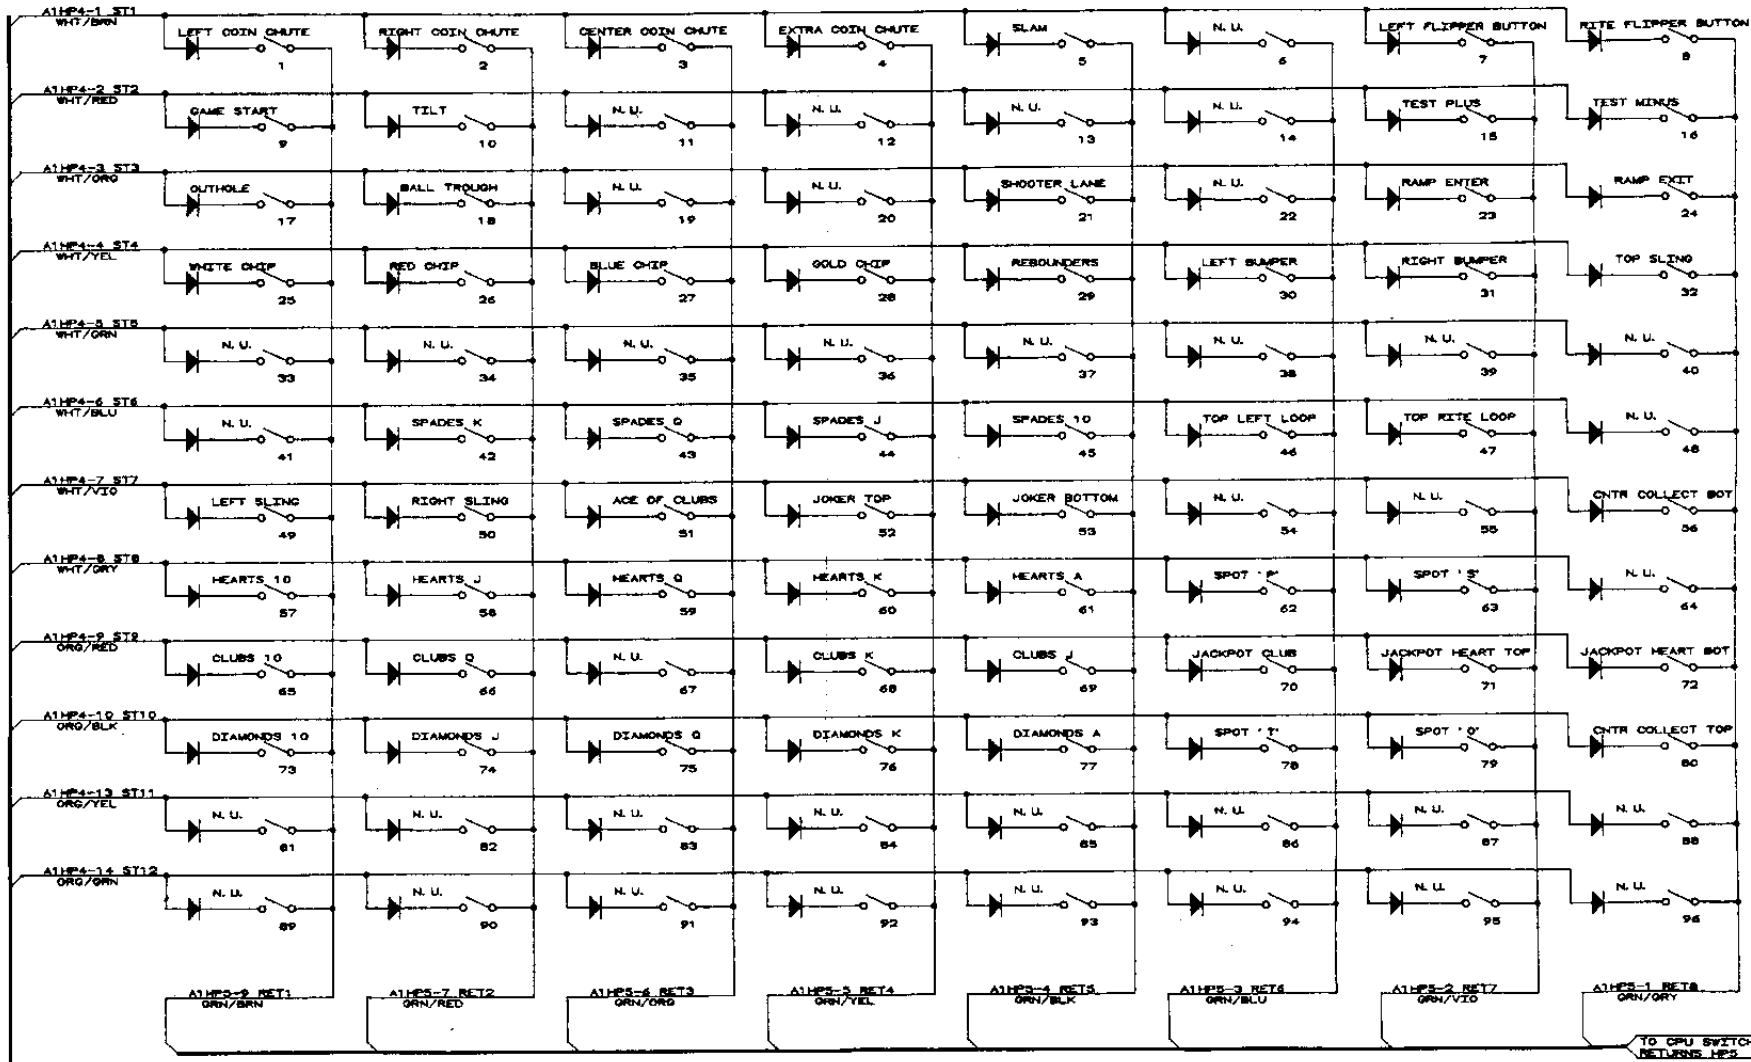 A1HP4-1 ST1
WHT/BRN
LEFT COIN CHUTE RIGHT COIN CHUTE CENTER COIN CHUTE EXTRA COIN CHUTE SLAM N. U. LEFT FLIPPER BUTTON RITE FLIPPER BUTTON
1 2 3 4 5 6 7 8
A1HP4-2 ST2
WHT/RED
GAME START TILT N. U. N. U. N. U. N. U. TEST PLUS TEST MINUS
9 10 11 12 13 14 15 16
A1HP4-3 ST3
WHT/ORG
OUTHOLE BALL TROUGH N. U. N. U. SHOOTER LANE N. U. RAMP ENTER RAMP EXIT
17 18 19 20 21 22 23 24
A1HP4-4 ST4
WHT/YEL
WHITE CHIP RED CHIP BLUE CHIP GOLD CHIP REBOUNDERS LEFT BUMPER RIGHT BUMPER TOP SLING
25 26 27 28 29 30 31 32
A1HP4-5 ST5
WHT/GRN
N. U. N. U. N. U. N. U. N. U. N. U. N. U. N. U.
33 34 35 36 37 38 39 40
A1HP4-6 ST6
WHT/BLU
N. U. SPADES K SPADES Q SPADES J SPADES 10 TOP LEFT LOOP TOP RITE LOOP N. U.
41 42 43 44 45 46 47 48
A1HP4-7 ST7
WHT/VIO
LEFT SLING RIGHT SLING ACE OF CLUBS JOKER TOP JOKER BOTTOM N. U. N. U. CNTR COLLECT BOT
49 50 51 52 53 54 55 56
A1HP4-8 ST8
WHT/GRY
HEARTS 10 HEARTS J HEARTS Q HEARTS K HEARTS A SPOT 'P' SPOT 'S' N. U.
57 58 59 60 61 62 63 64
A1HP4-9 ST9
ORG/RED
CLUBS 10 CLUBS Q N. U. CLUBS K CLUBS J JACKPOT CLUB JACKPOT HEART TOP JACKPOT HEART BOT
65 66 67 68 69 70 71 72
A1HP4-10 ST10
ORG/BLK
DIAMONDS 10 DIAMONDS J DIAMONDS Q DIAMONDS K DIAMONDS A SPOT 'T' SPOT 'O' CNTR COLLECT TOP
73 74 75 76 77 78 79 80
A1HP4-13 ST11
ORG/YEL
N. U. N. U. N. U. N. U. N. U. N. U. N. U. N. U.
81 82 83 84 85 86 87 88
A1HP4-14 ST12
ORG/GRN
N. U. N. U. N. U. N. U. N. U. N. U. N. U. N. U.
89 90 91 92 93 94 95 96
A1HP5-9 RET1 A1HP5-7 RET2 A1HP5-6 RET3 A1HP5-5 RET4 A1HP5-4 RET5 A1HP5-3 RET6 A1HP5-2 RET7 A1HP5-1 RET8
GRN/BRN GRN/RED GRN/ORG GRN/YEL GRN/BLK GRN/BLU GRN/VIO GRN/GRY
TO CPU SWITCH
RETURNS HP5